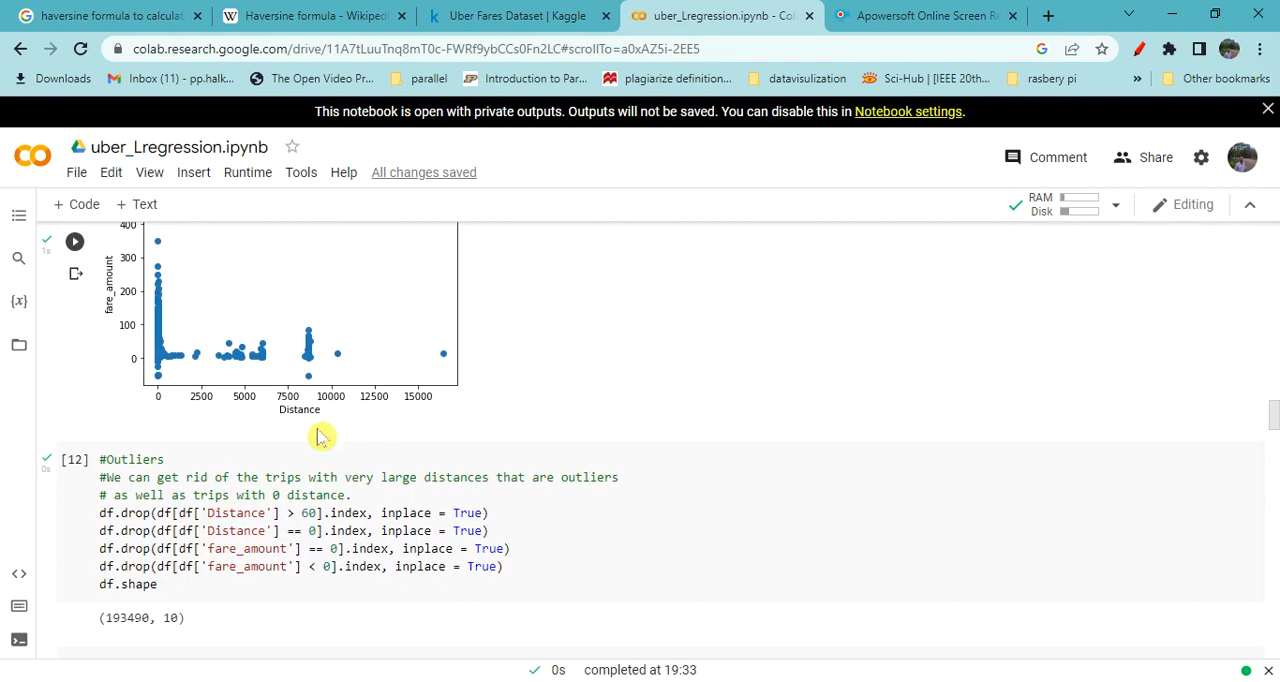 haversine formula to calculat
Haversine formula - Wikipedi
Uber Fares Dataset | Kaggle
uber_Lregression.ipynb - Col
Apowersoft Online Screen Re
colab.research.google.com/drive/11A7tLuuTnq8mT0c-FWRf9ybCCs0Fn2LC#scrollTo=a0xAZ5i-2EE5
Downloads
Inbox (11) - pp.halk...
The Open Video Pr...
parallel
Introduction to Par...
plagiarize definition...
datavisulization
Sci-Hub | [IEEE 20th...
rasbery pi
»
Other bookmarks
This notebook is open with private outputs. Outputs will not be saved. You can disable this in Notebook settings.
CO
uber_Lregression.ipynb
Comment
Share
File Edit View Insert Runtime Tools Help All changes saved
+ Code + Text
RAM
Disk
Editing
1s
400
300
200
100
0
fare_amount
0 2500 5000 7500 10000 12500 15000
Distance
0s
[12] #Outliers
#We can get rid of the trips with very large distances that are outliers
# as well as trips with 0 distance.
df.drop(df[df['Distance'] > 60].index, inplace = True)
df.drop(df[df['Distance'] == 0].index, inplace = True)
df.drop(df[df['fare_amount'] == 0].index, inplace = True)
df.drop(df[df['fare_amount'] < 0].index, inplace = True)
df.shape
(193490, 10)
0s completed at 19:33